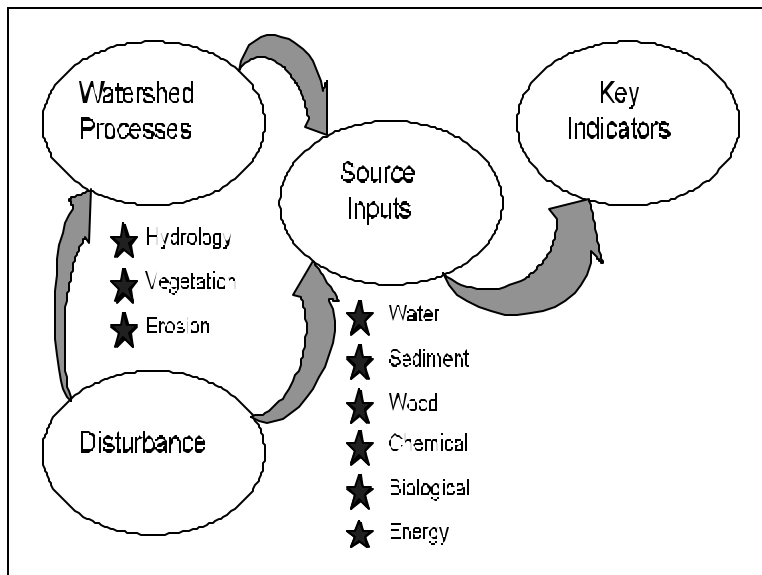 Watershed
Processes
Key
Indicators
Source
Inputs
Hydrology
Vegetation
Erosion
Water
Sediment
Wood
Chemical
Biological
Energy
Disturbance